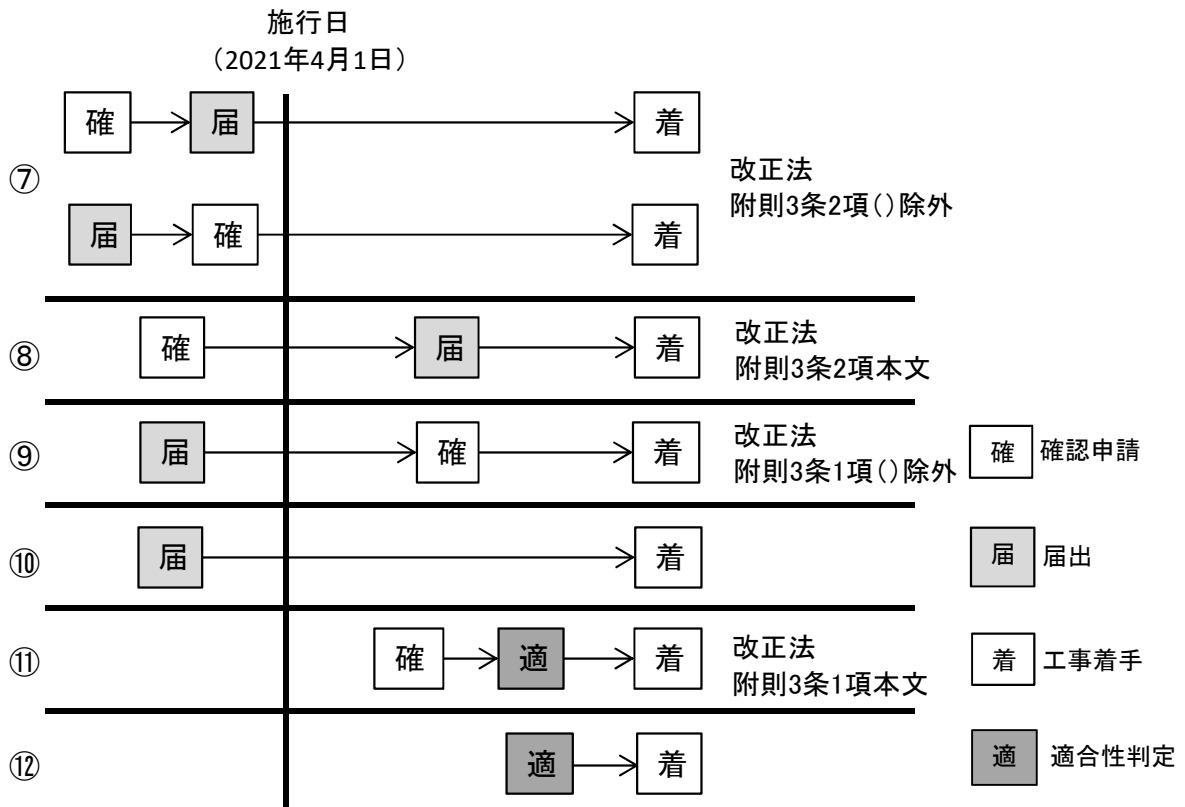 施行日
（2021年4月1日）
確 届 着
⑦
改正法
附則3条2項()除外
届 確 着
⑧
確 届 着
改正法
附則3条2項本文
⑨
届 確 着
改正法
附則3条1項()除外
確 確認申請
⑩
届 着
届 届出
⑪
確 適 着
改正法
附則3条1項本文
着 工事着手
⑫
適 着
適 適合性判定